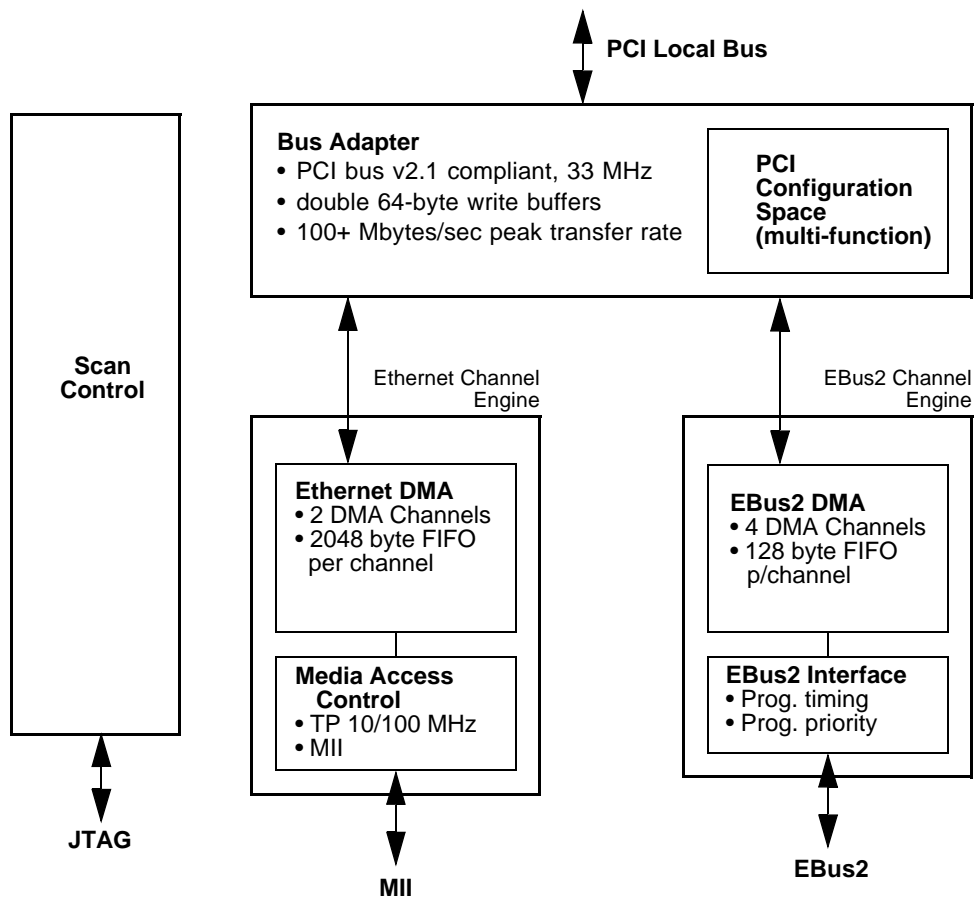 PCI Local Bus
Bus Adapter
• PCI bus v2.1 compliant, 33 MHz
• double 64-byte write buffers
• 100+ Mbytes/sec peak transfer rate
PCI
Configuration
Space
(multi-function)
Scan
Control
JTAG
Ethernet Channel
Engine
Ethernet DMA
• 2 DMA Channels
• 2048 byte FIFO
per channel
Media Access
Control
• TP 10/100 MHz
• MII
MII
EBus2 Channel
Engine
EBus2 DMA
• 4 DMA Channels
• 128 byte FIFO
p/channel
EBus2 Interface
• Prog. timing
• Prog. priority
EBus2